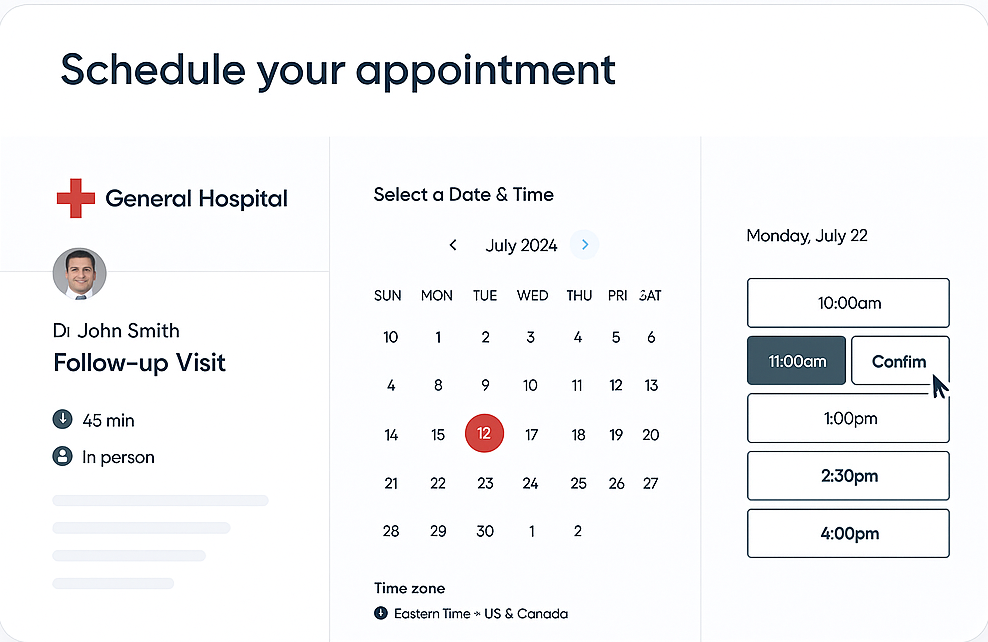 Schedule your appointment
General Hospital
Dr John Smith
Follow-up Visit
45 min
In person
Select a Date & Time
< July 2024 >
SUN MON TUE WED THU PRI SAT
10 1 2 3 4 5 6
4 8 9 10 11 12 13
14 15 12 17 18 19 20
21 22 23 24 25 26 27
28 29 30 1 2
Time zone
Eastern Time - US & Canada
Monday, July 22
10:00am
11:00am Confim
1:00pm
2:30pm
4:00pm